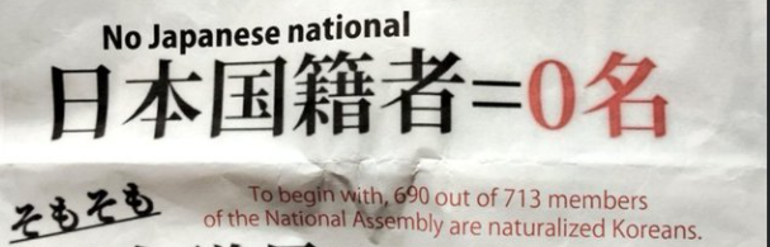 No Japanese national
日本国籍者=0名
そもそも
To begin with, 690 out of 713 members
of the National Assembly are naturalized Koreans.